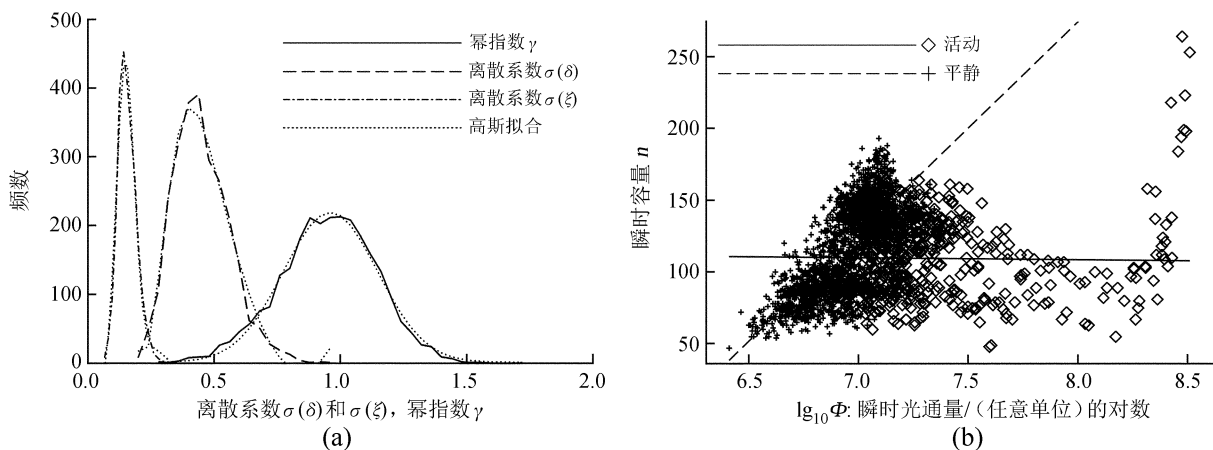 500
400
300
200
100
0
频数
幂指数γ
离散系数σ(δ)
离散系数σ(ξ)
高斯拟合
0.0 0.5 1.0 1.5 2.0
离散系数σ(δ)和σ(ξ), 幂指数γ
(a)
250
200
150
100
50
瞬时容量 n
活动
平静
6.5 7.0 7.5 8.0 8.5
lg₁₀Φ: 瞬时光通量/(任意单位)的对数
(b)